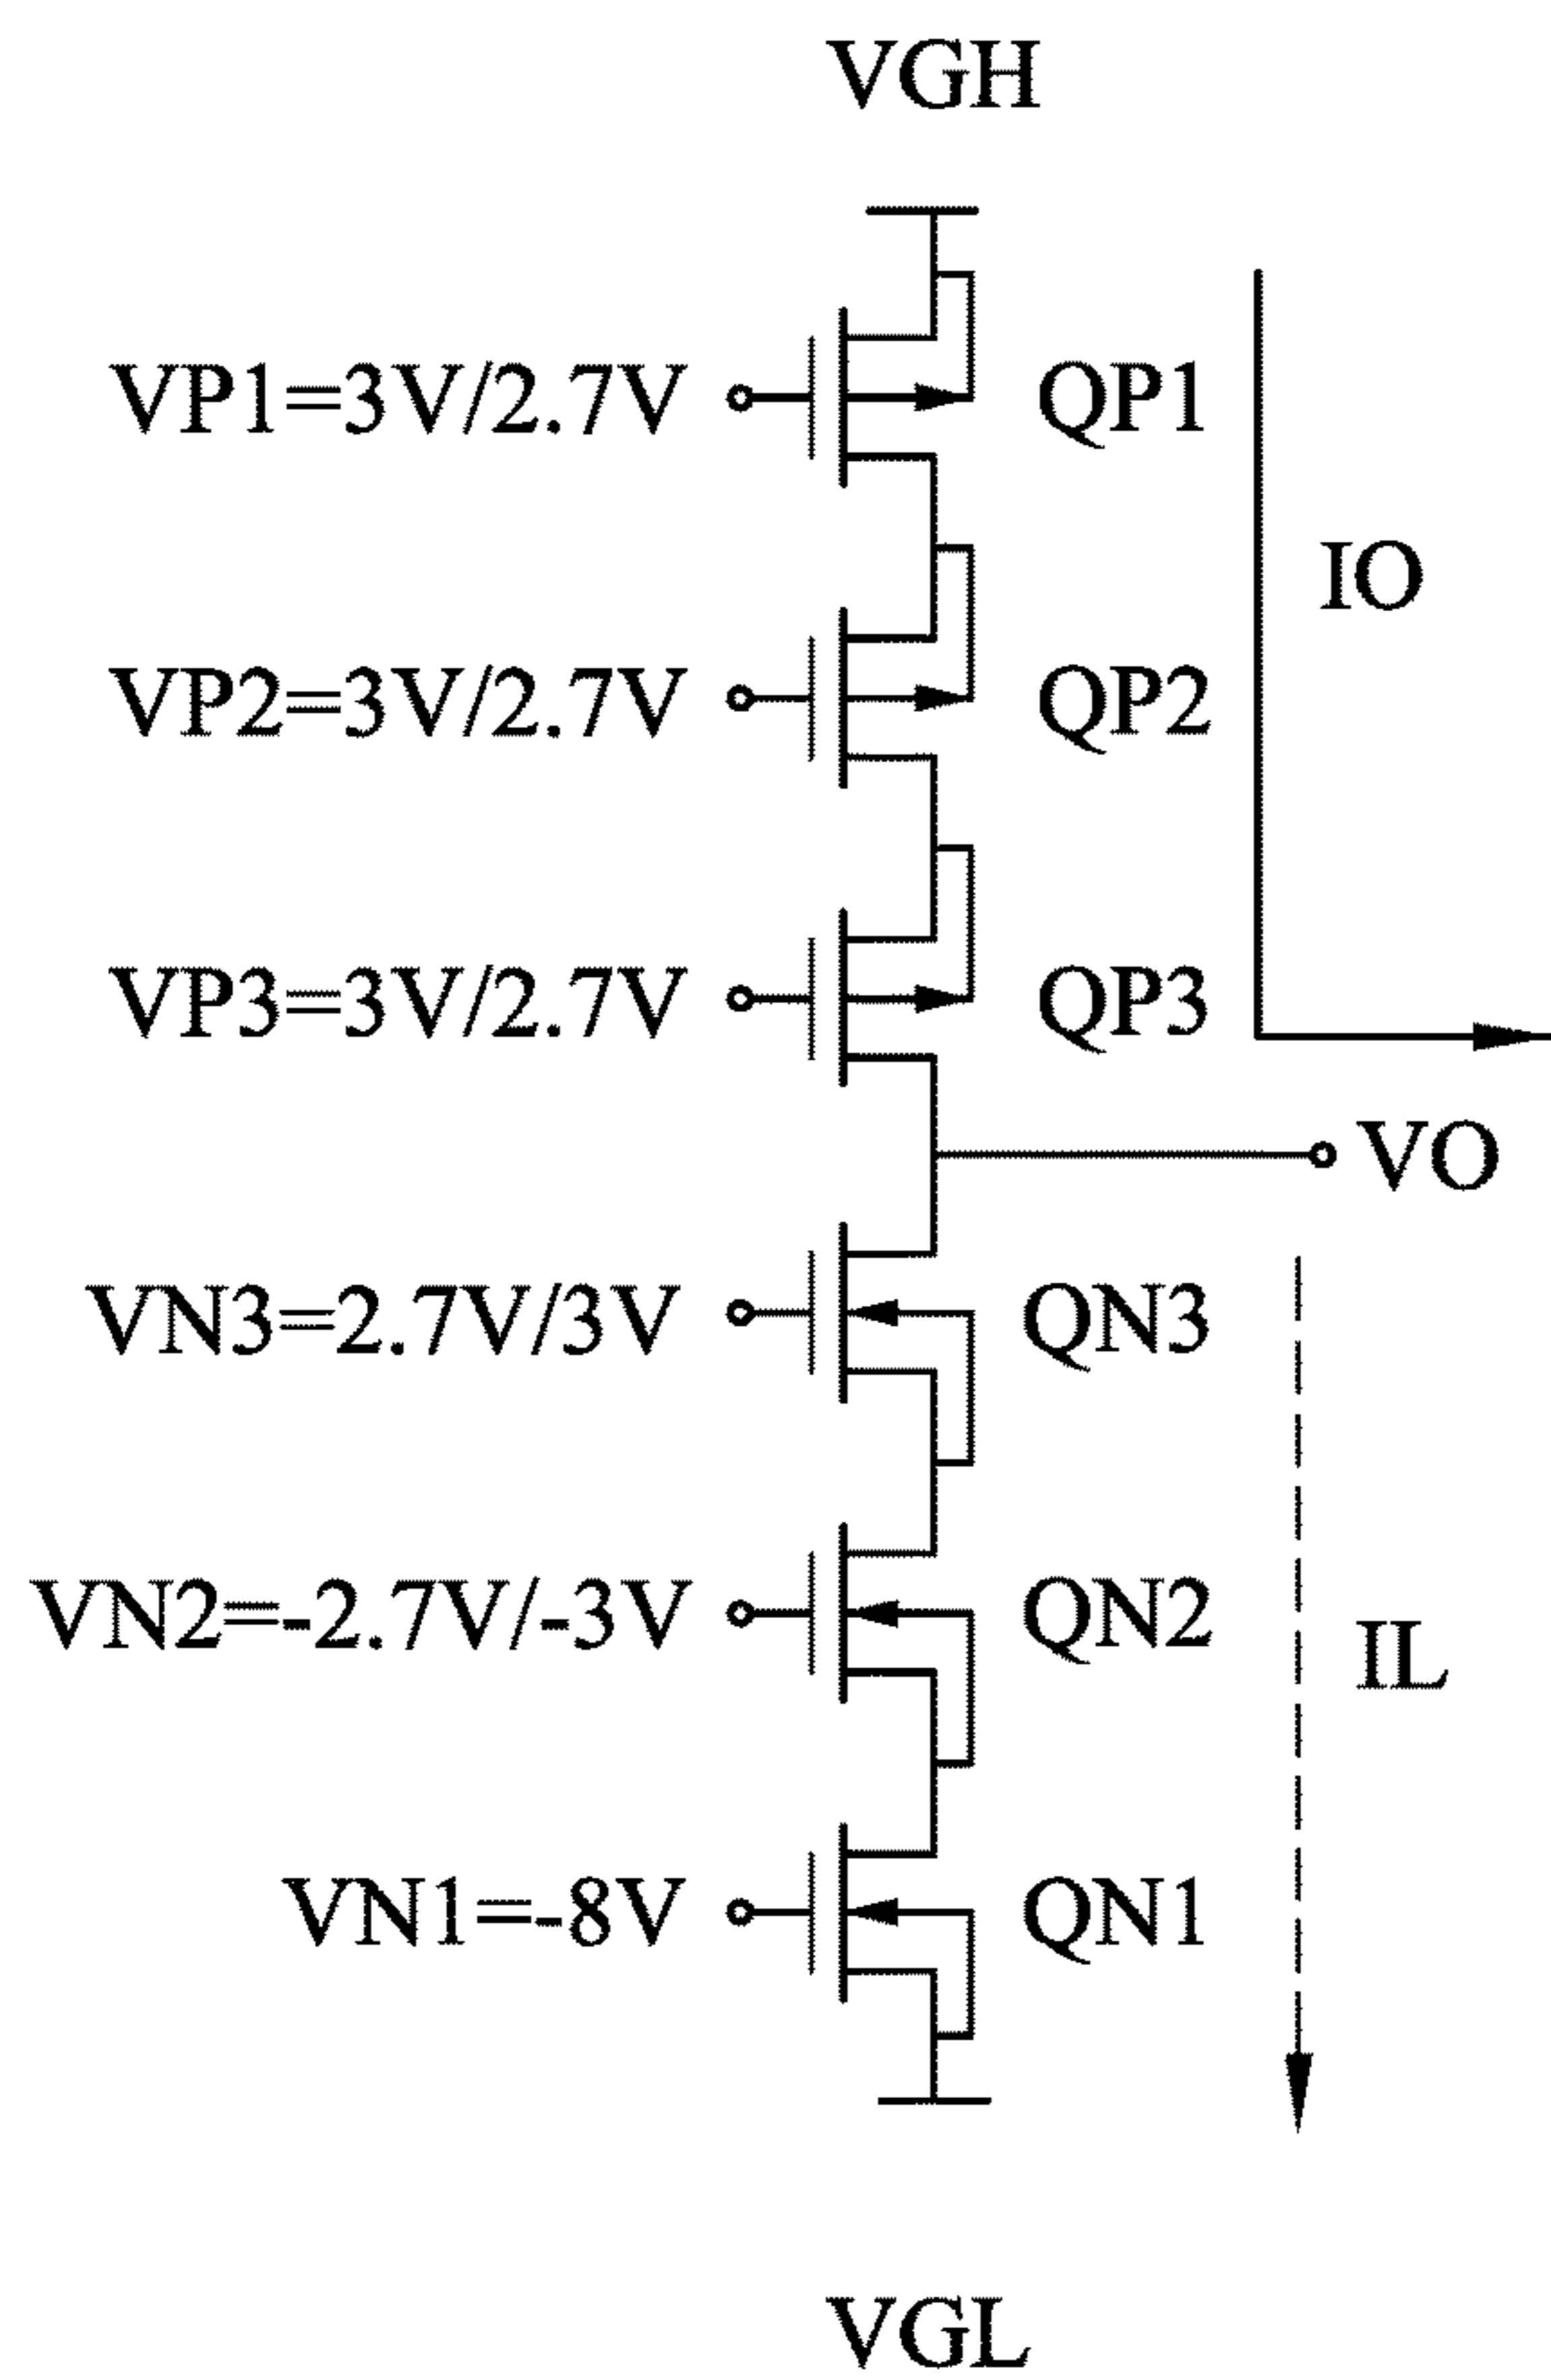 VGH
VP1=3V/2.7V
QP1
IO
VP2=3V/2.7V
QP2
VP3=3V/2.7V
QP3
VO
VN3=2.7V/3V
QN3
VN2=-2.7V/-3V
QN2
IL
VN1=-8V
QN1
VGL